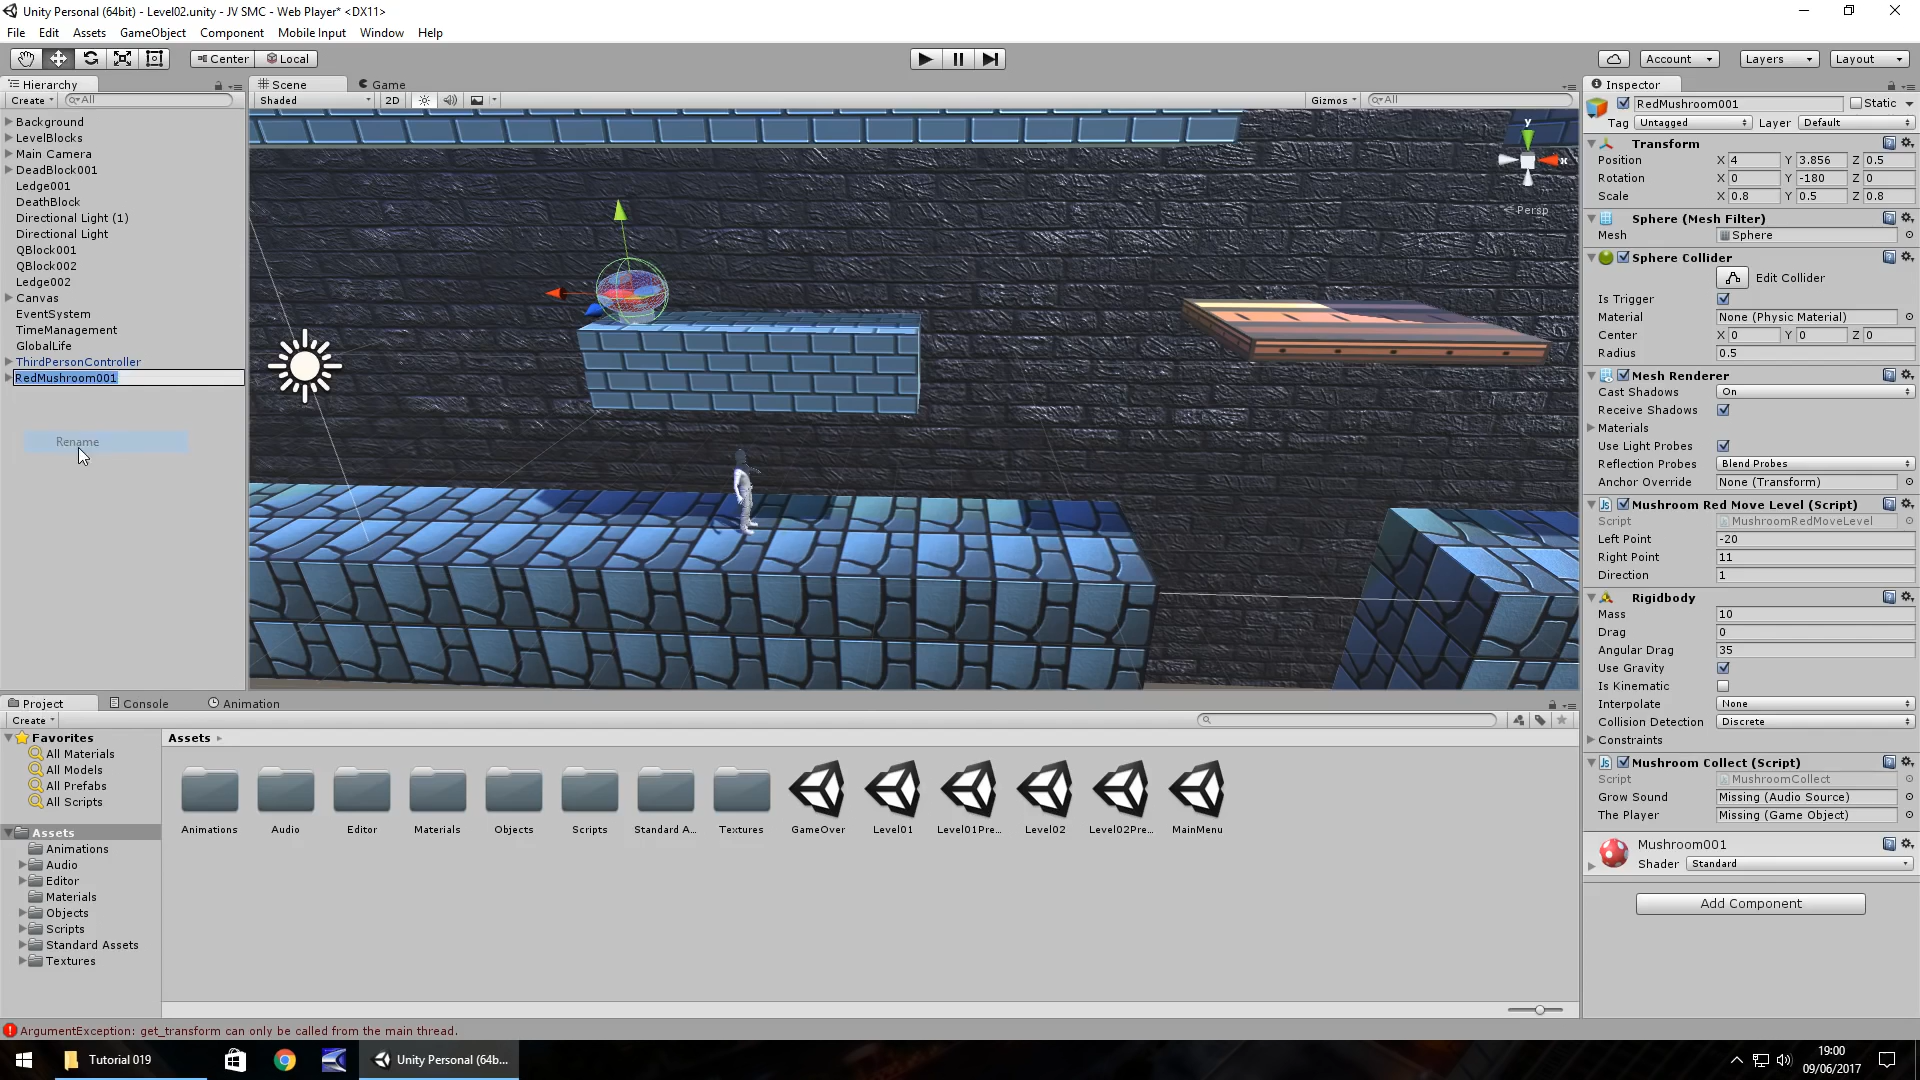 Unity Personal (64bit) - Level02.unity - JV SMC - Web Player* <DX11>
File Edit Assets GameObject Component Mobile Input Window Help
Center Local Account Layers Layout
Hierarchy
Create All
Background
LevelBlocks
Main Camera
DeadBlock001
Ledge001
DeathBlock
Directional Light (1)
Directional Light
QBlock001
QBlock002
Ledge002
Canvas
EventSystem
TimeManagement
GlobalLife
ThirdPersonController
RedMushroom001
Rename
Scene Game
Shaded 2D Gizmos All
y
x
Persp
Inspector
RedMushroom001 Static
Tag Untagged Layer Default
Transform
Position X 4 Y 3.856 Z 0.5
Rotation X 0 Y -180 Z 0
Scale X 0.8 Y 0.5 Z 0.8
Sphere (Mesh Filter)
Mesh Sphere
Sphere Collider
Edit Collider
Is Trigger
Material None (Physic Material)
Center X 0 Y 0 Z 0
Radius 0.5
Mesh Renderer
Cast Shadows On
Receive Shadows
Materials
Use Light Probes
Reflection Probes Blend Probes
Anchor Override None (Transform)
Mushroom Red Move Level (Script)
Script MushroomRedMoveLevel
Left Point -20
Right Point 11
Direction 1
Rigidbody
Mass 10
Drag 0
Angular Drag 35
Use Gravity
Is Kinematic
Interpolate None
Collision Detection Discrete
Constraints
Mushroom Collect (Script)
Script MushroomCollect
Grow Sound Missing (Audio Source)
The Player Missing (Game Object)
Mushroom001
Shader Standard
Add Component
Project Console Animation
Create
Favorites
All Materials
All Models
All Prefabs
All Scripts
Assets
Animations
Audio
Editor
Materials
Objects
Scripts
Standard Assets
Textures
Assets
Animations Audio Editor Materials Objects Scripts Standard A... Textures GameOver Level01 Level01Pre... Level02 Level02Pre... MainMenu
ArgumentException: get_transform can only be called from the main thread.
Tutorial 019 Unity Personal (64b...
19:00
09/06/2017